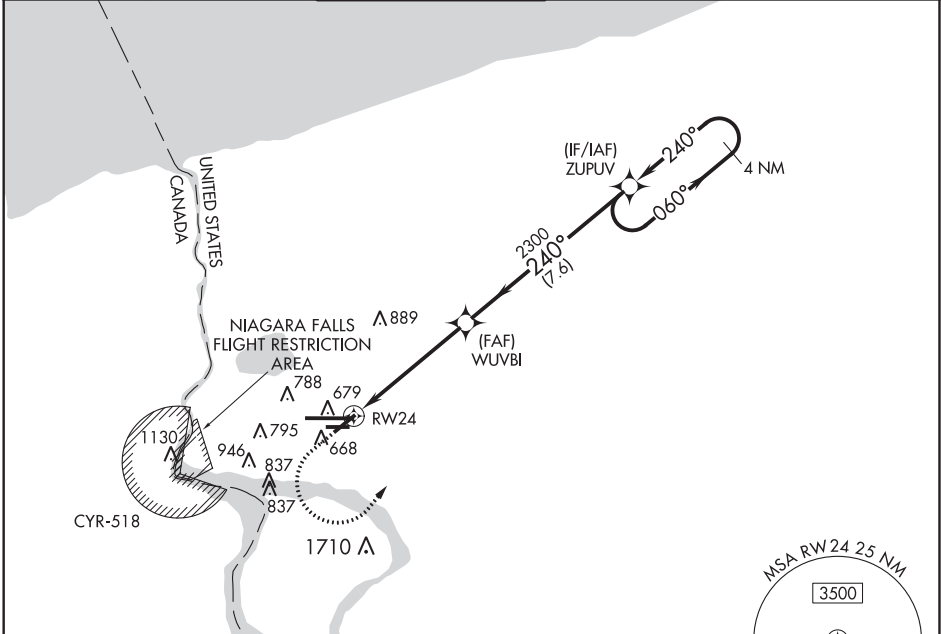 UNITED STATES
CANADA
(IF/IAF)
ZUPUV
240°
4 NM
060°
2300
240°
(7.6)
889
NIAGARA FALLS
FLIGHT RESTRICTION
AREA
(FAF)
WUVBI
788
679
RW24
795
668
1130
946
837
837
CYR-518
1710
MSA RW24 25 NM
3500